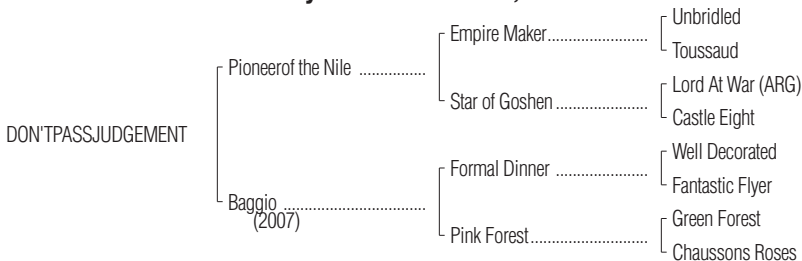 Unbridled
Empire Maker
Toussaud
Pioneerof the Nile
Lord At War (ARG)
Star of Goshen
Castle Eight
DON'TPASSJUDGEMENT
Well Decorated
Formal Dinner
Fantastic Flyer
Baggio
(2007)
Green Forest
Pink Forest
Chaussons Roses